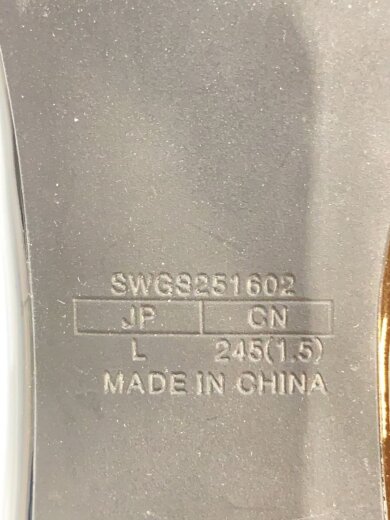 SWGS251602
JP CN
L 245(1.5)
MADE IN CHINA